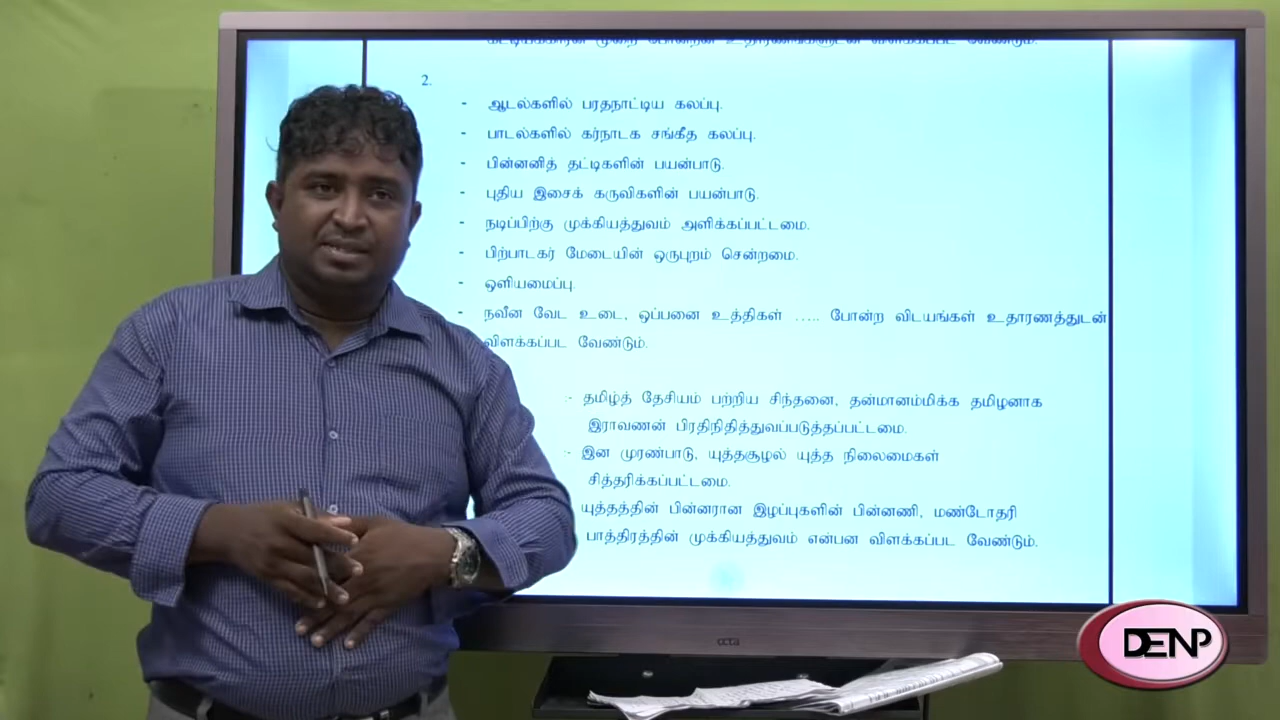 2.
- ஆடல்களில் பரதநாட்டிய கலப்பு.
- பாடல்களில் கர்நாடக சங்கீத கலப்பு.
- பின்னனித் தட்டிகளின் பயன்பாடு.
- புதிய இசைக் கருவிகளின் பயன்பாடு.
- நடிப்பிற்கு முக்கியத்துவம் அளிக்கப்பட்டமை.
- பிற்பாடகர் மேடையின் ஒருபுறம் சென்றமை.
- ஒளியமைப்பு.
- நவீன வேட உடை, ஒப்பனை உத்திகள் ..... போன்ற விடயங்கள் உதாரணத்துடன்
விளக்கப்பட வேண்டும்.
:- தமிழ்த் தேசியம் பற்றிய சிந்தனை, தன்மானம்மிக்க தமிழனாக
இராவணன் பிரதிநிதித்துவப்படுத்தப்பட்டமை.
:- இன முரண்பாடு, யுத்தசூழல் யுத்த நிலைமைகள்
சித்தரிக்கப்பட்டமை.
யுத்தத்தின் பின்னரான இழப்புகளின் பின்னணி, மண்டோதரி
பாத்திரத்தின் முக்கியத்துவம் என்பன விளக்கப்பட வேண்டும்.
DENP